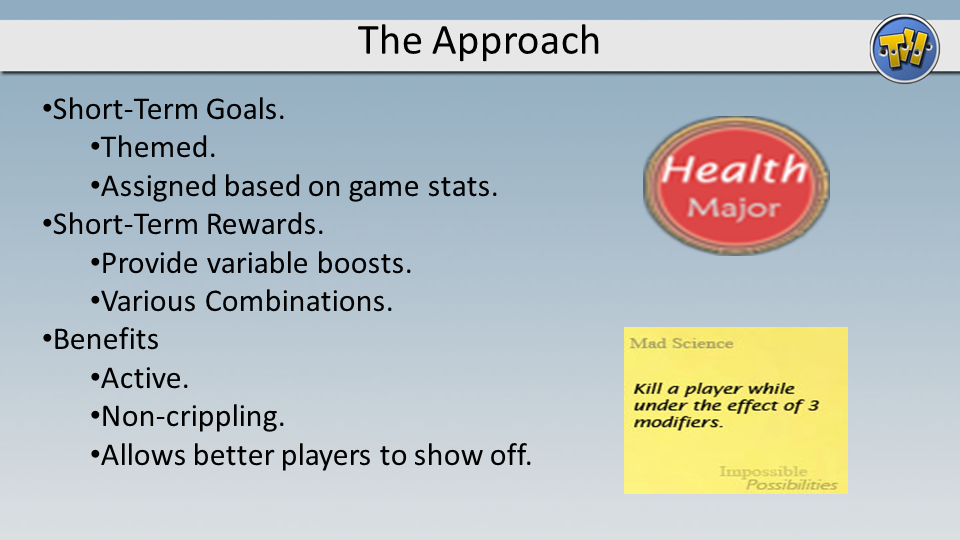 The Approach
•Short-Term Goals.
•Themed.
•Assigned based on game stats.
•Short-Term Rewards.
•Provide variable boosts.
•Various Combinations.
•Benefits
•Active.
•Non-crippling.
•Allows better players to show off.
Health
Major
Mad Science
Kill a player while
under the effect of 3
modifiers.
Impossible
Possibilities